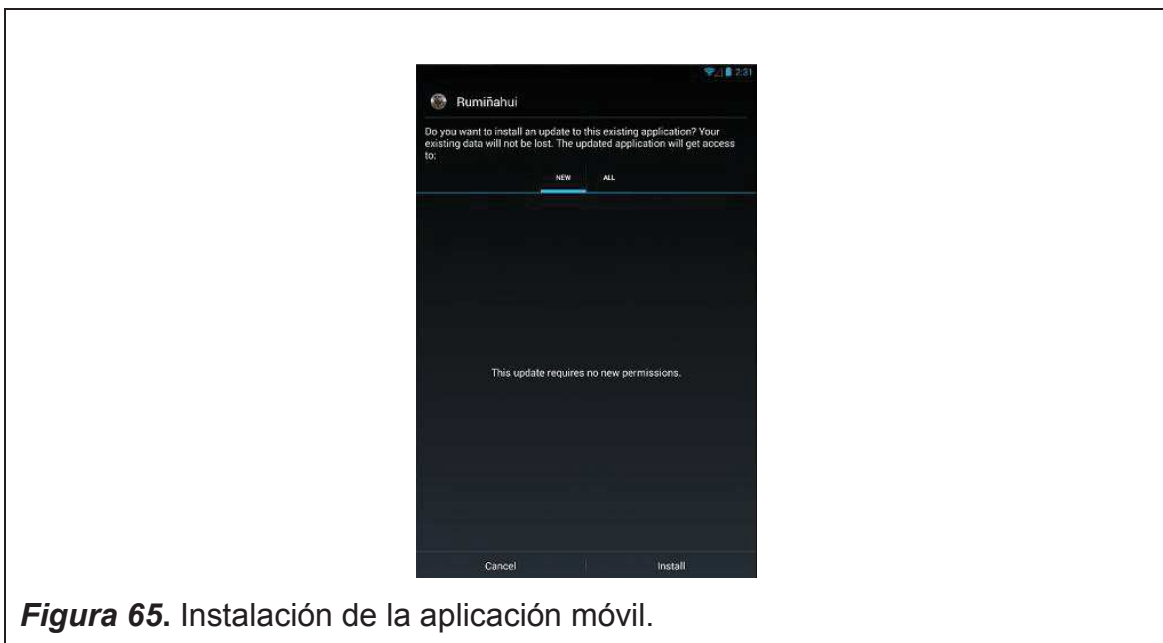 2:31
Rumiñahui
Do you want to install an update to this existing application? Your
existing data will not be lost. The updated application will get access
to:
NEW ALL
This update requires no new permissions.
Cancel Install
Figura 65. Instalación de la aplicación móvil.